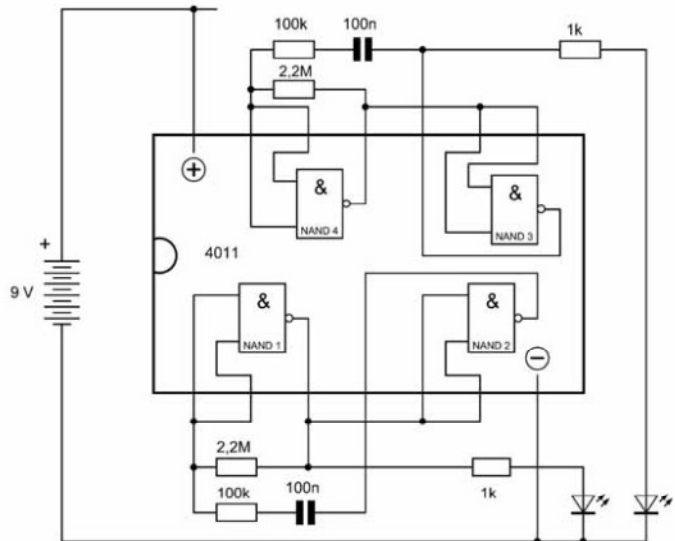 100k
100n
1k
2,2M
+
&
NAND 4
&
NAND 3
4011
+
9 V
&
NAND 1
&
NAND 2
−
2,2M
100k
100n
1k